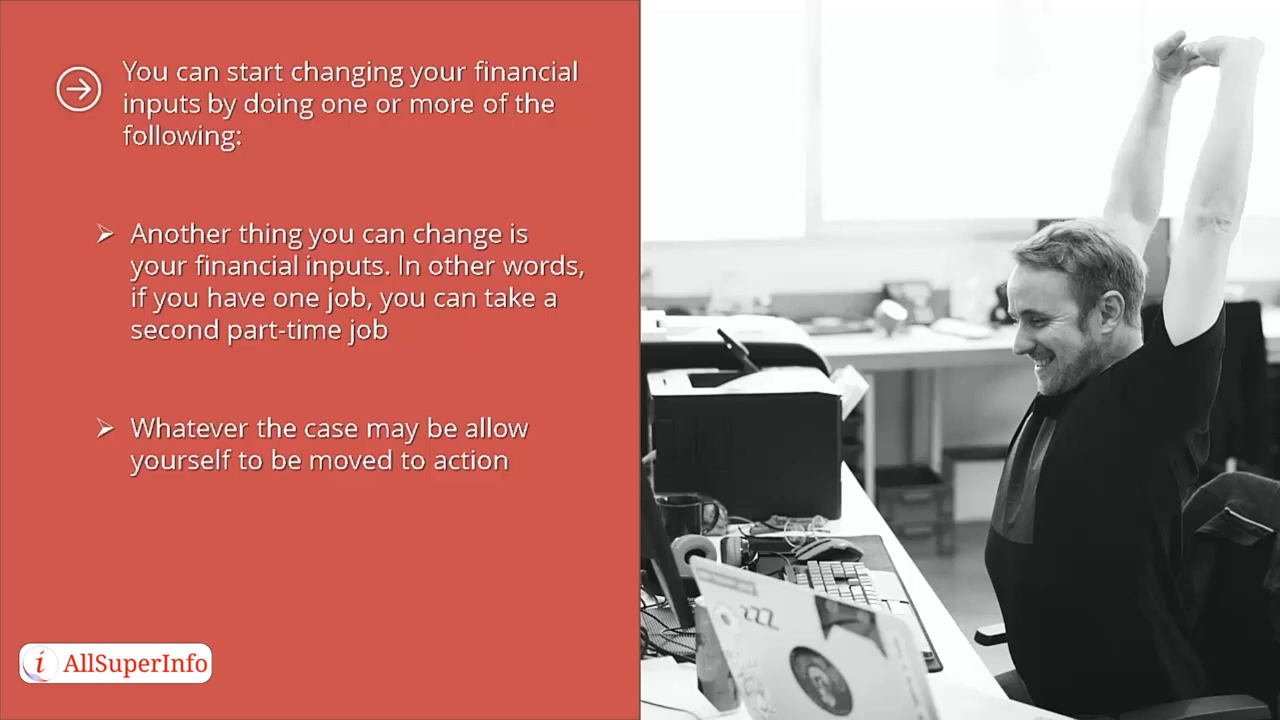 You can start changing your financial
inputs by doing one or more of the
following:
Another thing you can change is
your financial inputs. In other words,
if you have one job, you can take a
second part-time job
Whatever the case may be allow
yourself to be moved to action
i AllSuperInfo
zzz